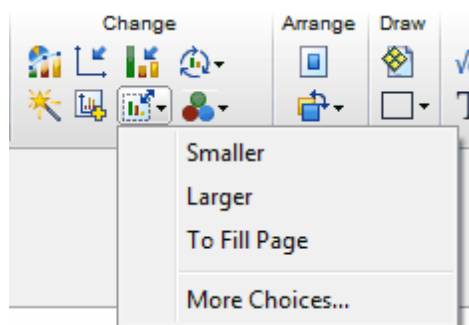 Change Arrange Draw
Smaller
Larger
To Fill Page
More Choices...